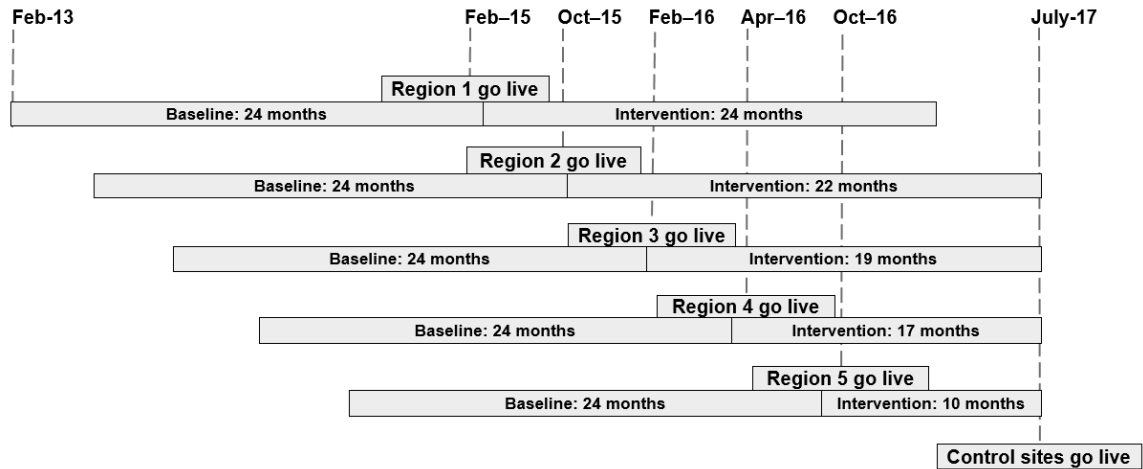 Feb-13 Feb–15 Oct–15 Feb–16 Apr–16 Oct–16 July-17
Region 1 go live
Baseline: 24 months Intervention: 24 months
Region 2 go live
Baseline: 24 months Intervention: 22 months
Region 3 go live
Baseline: 24 months Intervention: 19 months
Region 4 go live
Baseline: 24 months Intervention: 17 months
Region 5 go live
Baseline: 24 months Intervention: 10 months
Control sites go live